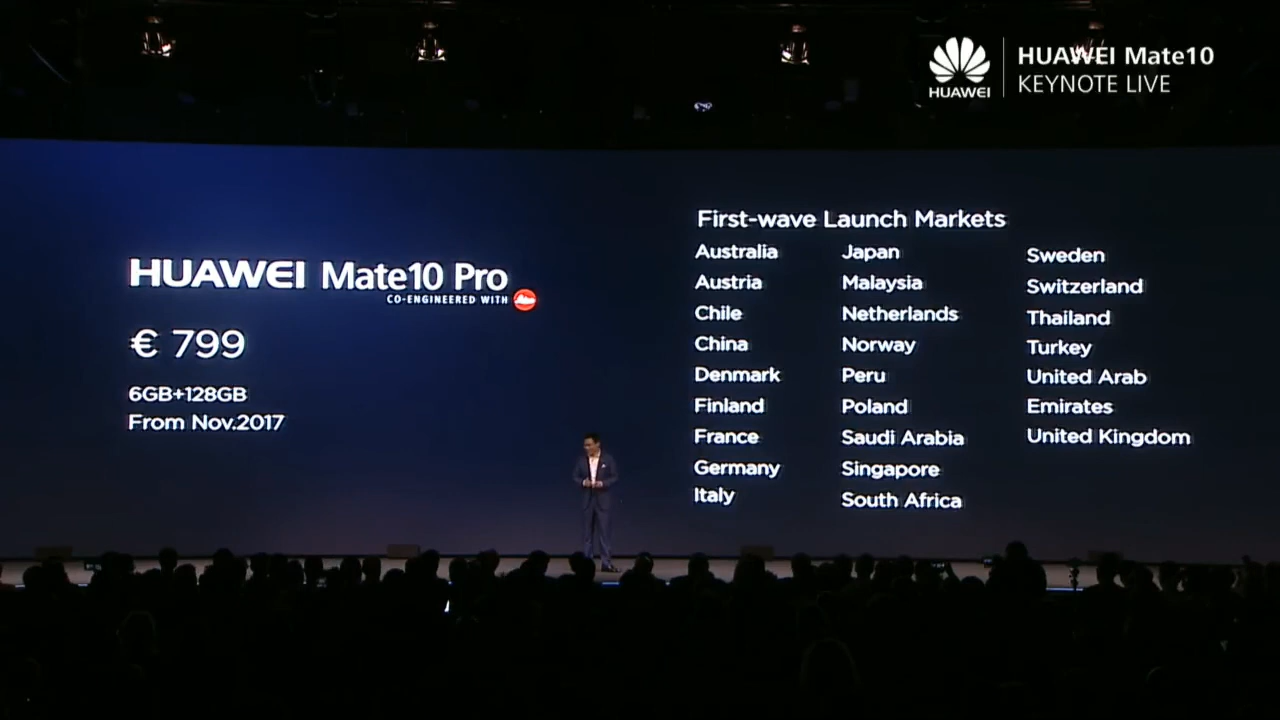 HUAWEI
HUAWEI Mate10
KEYNOTE LIVE
HUAWEI Mate10 Pro
CO-ENGINEERED WITH
€ 799
6GB+128GB
From Nov.2017
First-wave Launch Markets
Australia
Austria
Chile
China
Denmark
Finland
France
Germany
Italy
Japan
Malaysia
Netherlands
Norway
Peru
Poland
Saudi Arabia
Singapore
South Africa
Sweden
Switzerland
Thailand
Turkey
United Arab
Emirates
United Kingdom